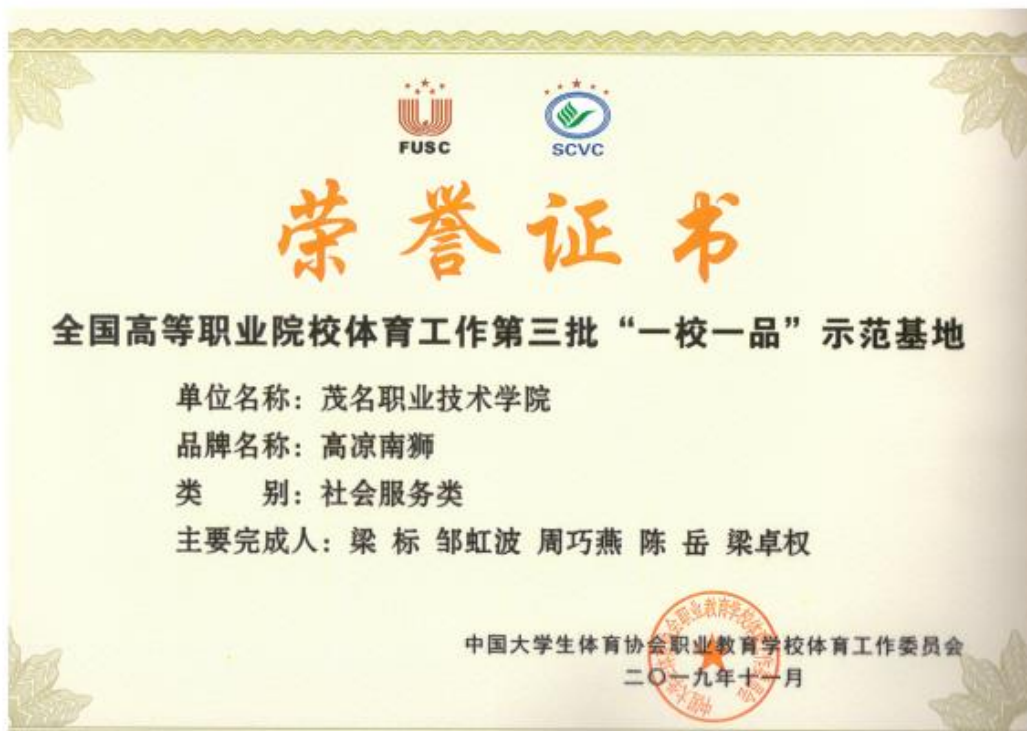 FUSC SCVC
荣誉证书
全国高等职业院校体育工作第三批“一校一品”示范基地
单位名称：茂名职业技术学院
品牌名称：高凉南狮
类　　别：社会服务类
主要完成人：梁 标 邹虹波 周巧燕 陈 岳 梁卓权
中国大学生体育协会职业教育学校体育工作委员会
二〇一九年十一月